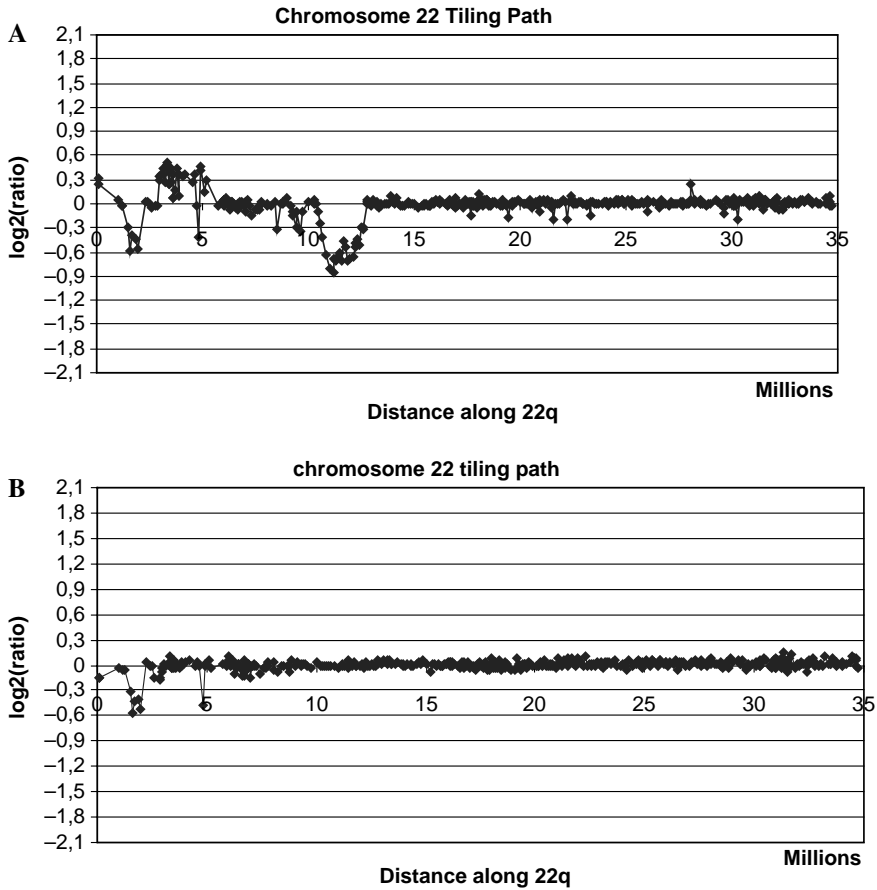 A
Chromosome 22 Tiling Path
2,1
1,8
1,5
1,2
0,9
0,6
0,3
0
–0,3
–0,6
–0,9
–1,2
–1,5
–1,8
–2,1
log2(ratio)
0 5 10 15 20 25 30 35
Millions
Distance along 22q
B
chromosome 22 tiling path
2,1
1,8
1,5
1,2
0,9
0,6
0,3
0
–0,3
–0,6
–0,9
–1,2
–1,5
–1,8
–2,1
log2(ratio)
0 5 10 15 20 25 30 35
Millions
Distance along 22q